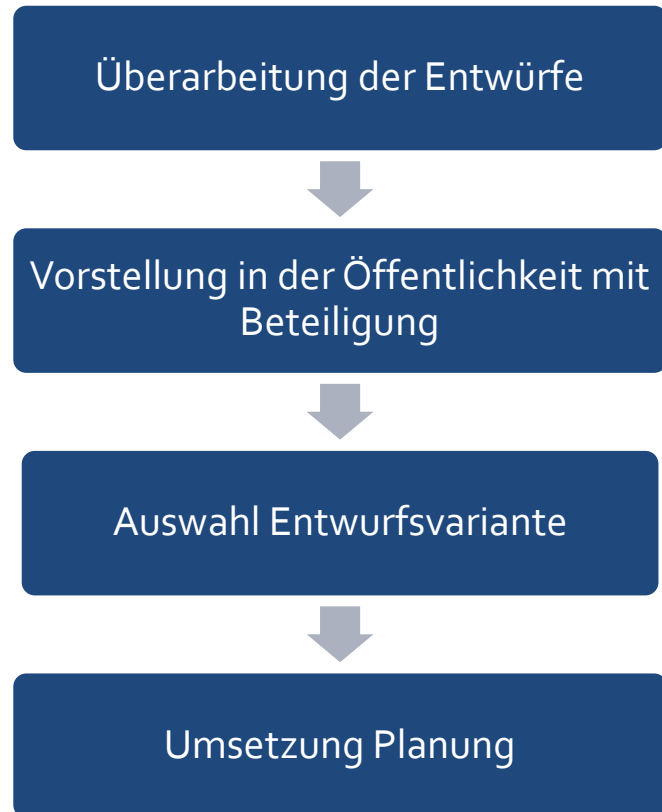 Überarbeitung der Entwürfe
Vorstellung in der Öffentlichkeit mit
Beteiligung
Auswahl Entwurfsvariante
Umsetzung Planung